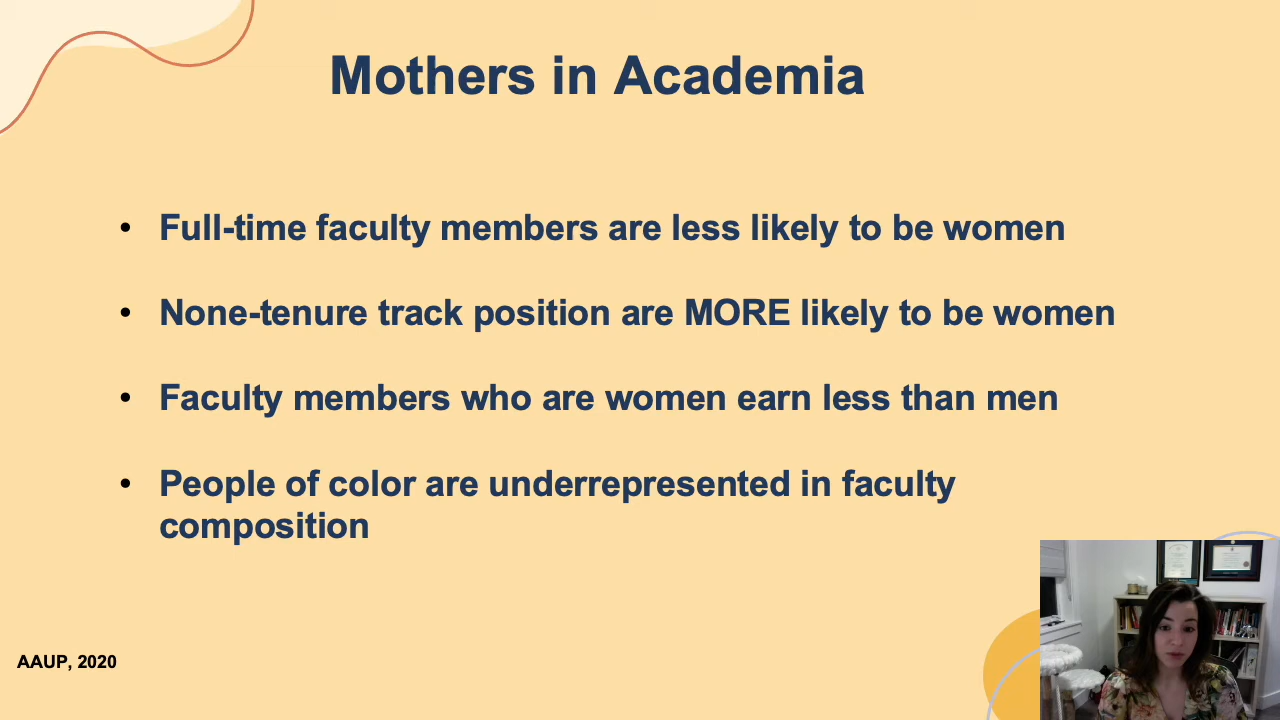 Mothers in Academia
• Full-time faculty members are less likely to be women
• None-tenure track position are MORE likely to be women
• Faculty members who are women earn less than men
• People of color are underrepresented in faculty
composition
AAUP, 2020